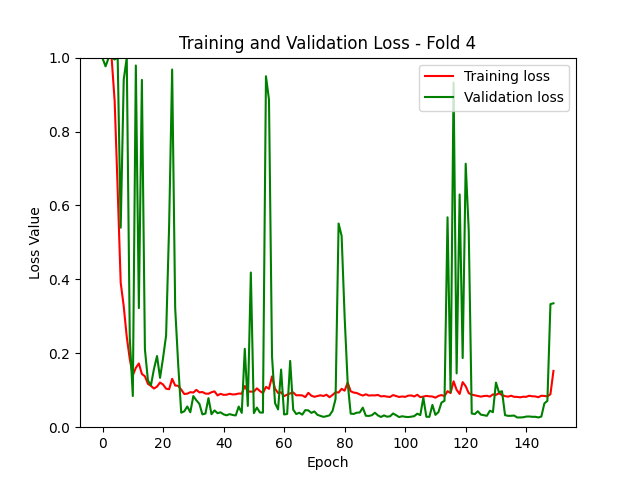 Training and Validation Loss - Fold 4
Training loss
Validation loss
Loss Value
1.0
0.8
0.6
0.4
0.2
0.0
0 20 40 60 80 100 120 140
Epoch